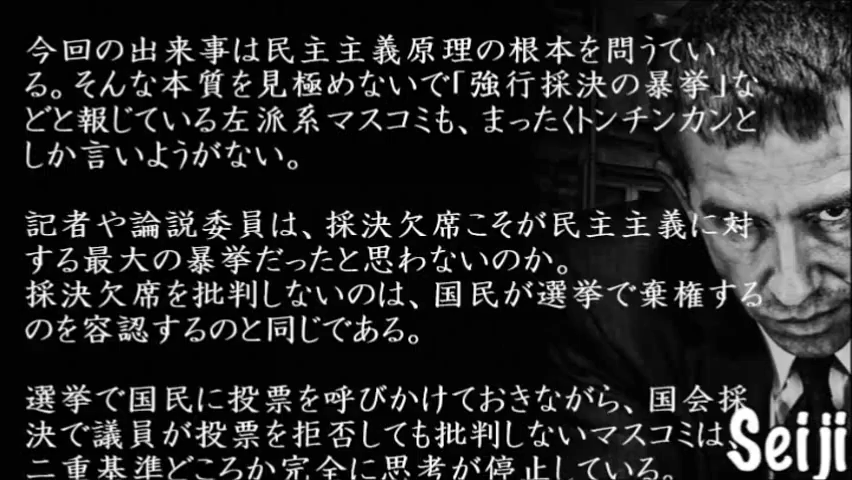 今回の出来事は民主主義原理の根本を問うてい
る。そんな本質を見極めないで「強行採決の暴挙」な
どと報じている左派系マスコミも、まったくトンチンカンと
しか言いようがない。
記者や論説委員は、採決欠席こそが民主主義に対
する最大の暴挙だったと思わないのか。
採決欠席を批判しないのは、国民が選挙で棄権する
のを容認するのと同じである。
選挙で国民に投票を呼びかけておきながら、国会採
決で議員が投票を拒否しても批判しないマスコミは、
二重基準どころか完全に思考が停止している。
Seiji